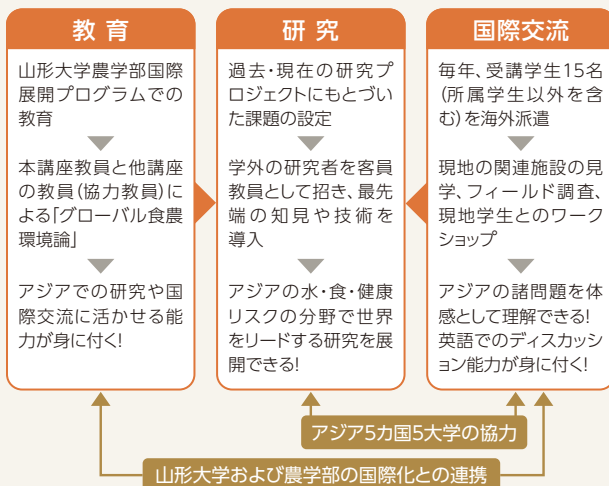 教育
山形大学農学部国際
展開プログラムでの
教育
本講座教員と他講座
の教員(協力教員)によ
る「グローバル食農
環境論」
アジアでの研究や国
際交流に活かせる能
力が身に付く!
研究
過去・現在の研究プ
ロジェクトにもとづい
た課題の設定
学外の研究者を客員
教員として招き、最先
端の知見や技術を
導入
アジアの水・食・健康
リスクの分野で世界
をリードする研究を展
開できる!
国際交流
毎年、受講学生15名
(所属学生以外を含
む)を海外派遣
現地の関連施設の見
学、フィールド調査、
現地学生とのワーク
ショップ
アジアの諸問題を体
感として理解できる!
英語でのディスカッシ
ョン能力が身に付く!
アジア5カ国5大学の協力
山形大学および農学部の国際化との連携